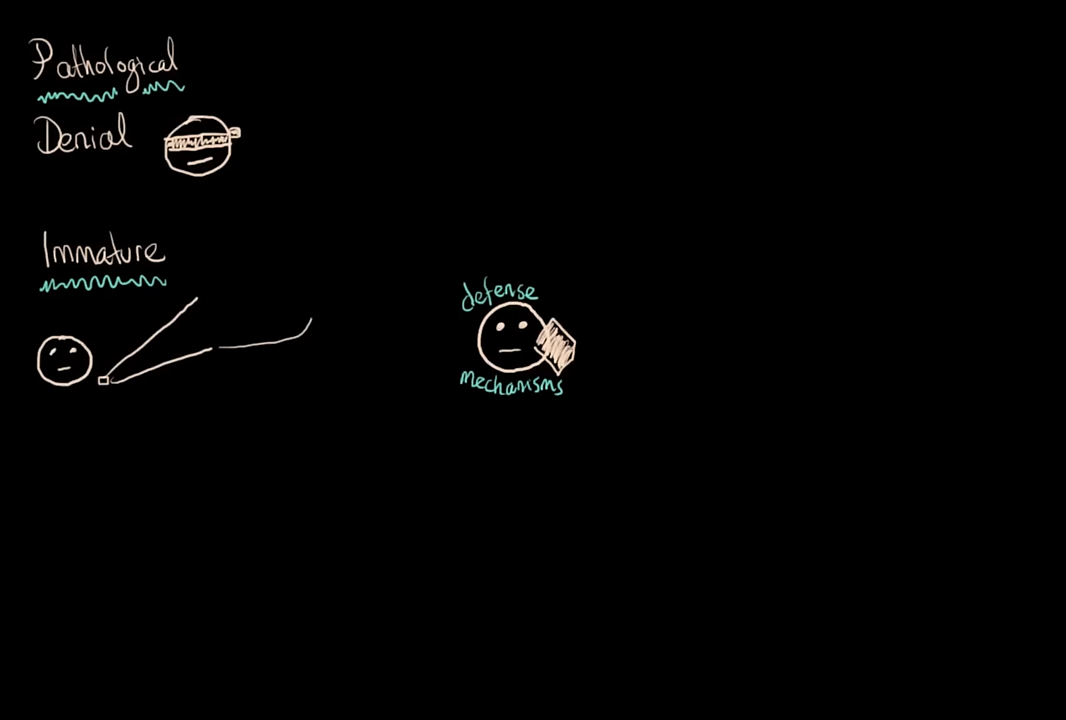 Pathological
Denial
Immature
defense
mechanisms